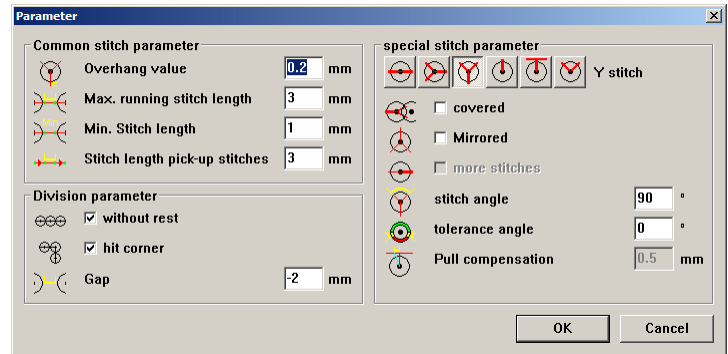 Parameter
Common stitch parameter
Overhang value 0.2 mm
Max. running stitch length 3 mm
Min. Stitch length 1 mm
Stitch length pick-up stitches 3 mm
Division parameter
without rest
hit corner
Gap -2 mm
special stitch parameter
Y stitch
covered
Mirrored
more stitches
stitch angle 90 °
tolerance angle 0 °
Pull compensation 0.5 mm
OK Cancel